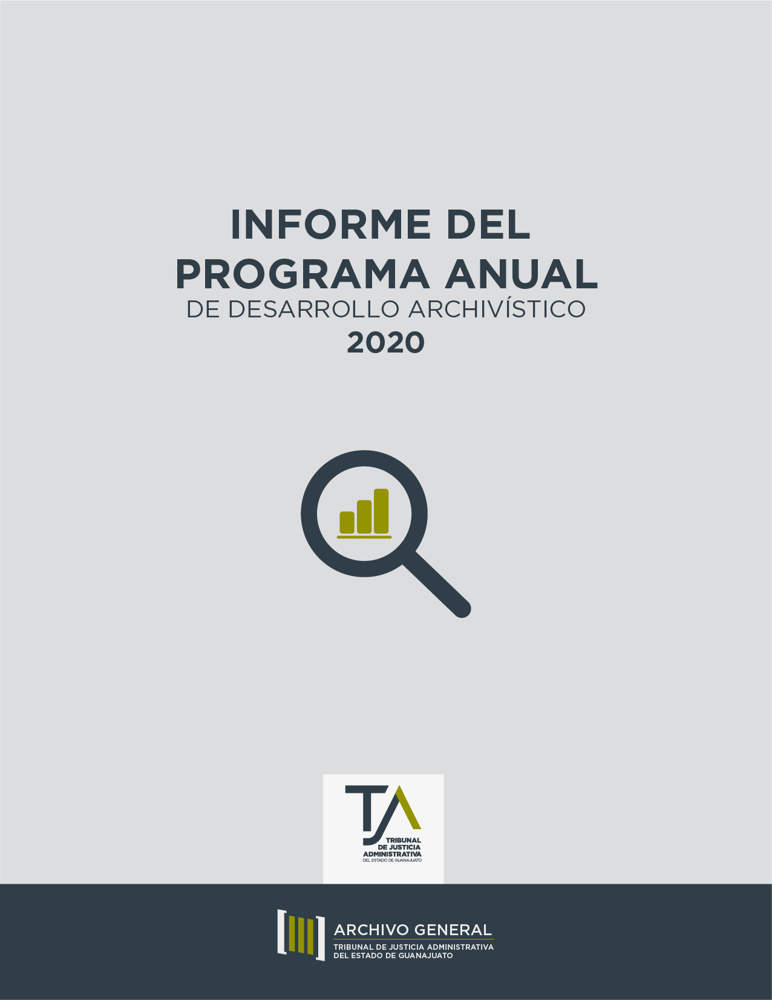 INFORME DEL
PROGRAMA ANUAL
DE DESARROLLO ARCHIVÍSTICO
2020
TJA
TRIBUNAL
DE JUSTICIA
ADMINISTRATIVA
DEL ESTADO DE GUANAJUATO
ARCHIVO GENERAL
TRIBUNAL DE JUSTICIA ADMINISTRATIVA
DEL ESTADO DE GUANAJUATO